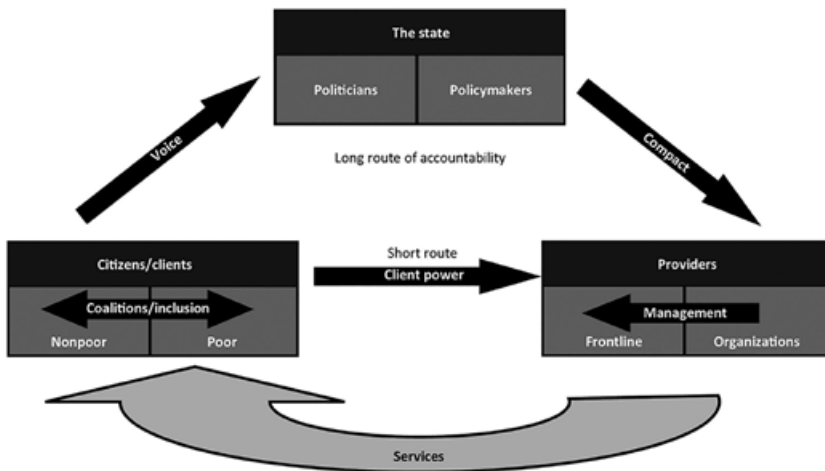 The state
Politicians
Policymakers
Voice
Compact
Long route of accountability
Short route
Client power
Citizens/clients
Coalitions/inclusion
Nonpoor
Poor
Providers
Management
Frontline
Organizations
Services